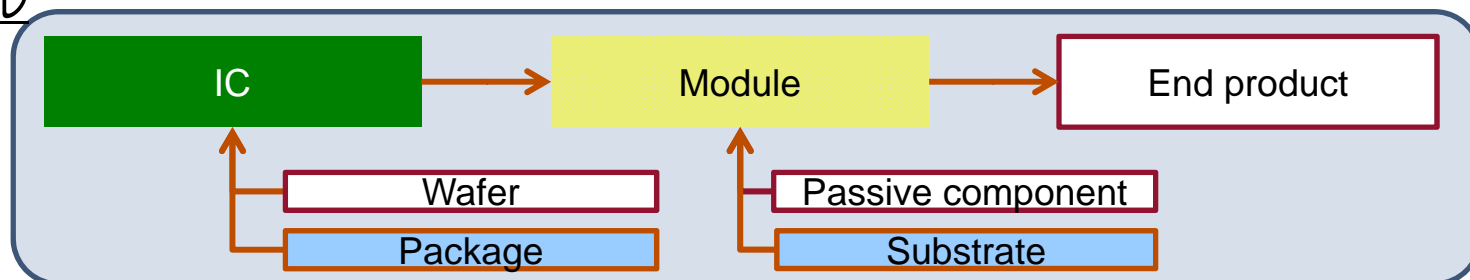 IC Module End product
Wafer Passive component
Package Substrate